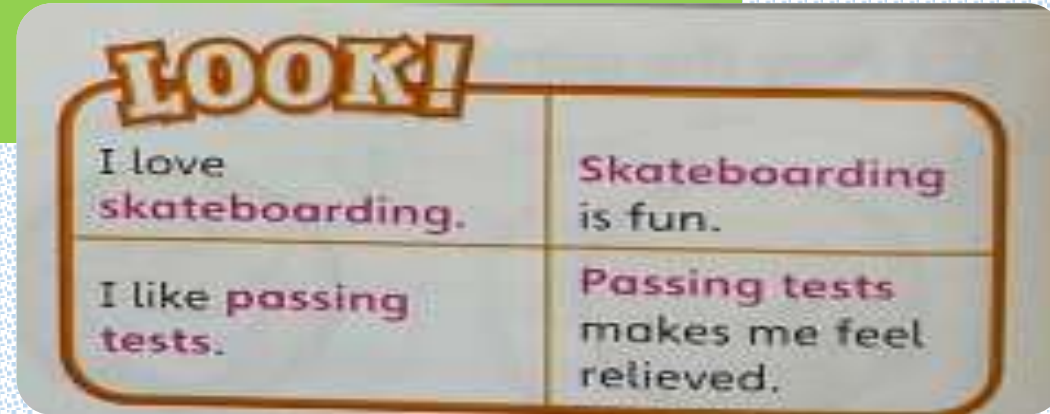 LOOK!
I love
skateboarding.
Skateboarding
is fun.
I like passing
tests.
Passing tests
makes me feel
relieved.